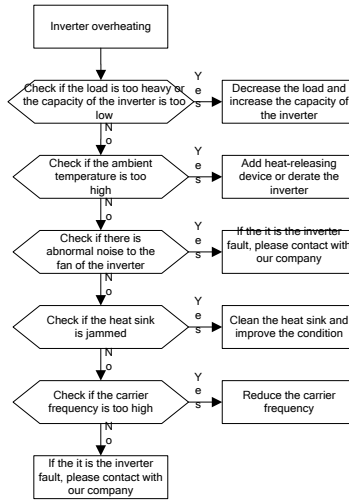 Inverter overheating
Check if the load is too heavy or
the capacity of the inverter is too
low
Yes
Decrease the load and
increase the capacity of
the inverter
No
Check if the ambient
temperature is too
high
Yes
Add heat-releasing
device or derate the
inverter
No
Check if there is
abnormal noise to the
fan of the inverter
Yes
If the it is the inverter
fault, please contact with
our company
No
Check if the heat sink
is jammed
Yes
Clean the heat sink and
improve the condition
No
Check if the carrier
frequency is too high
Yes
Reduce the carrier
frequency
No
If the it is the inverter
fault, please contact with
our company